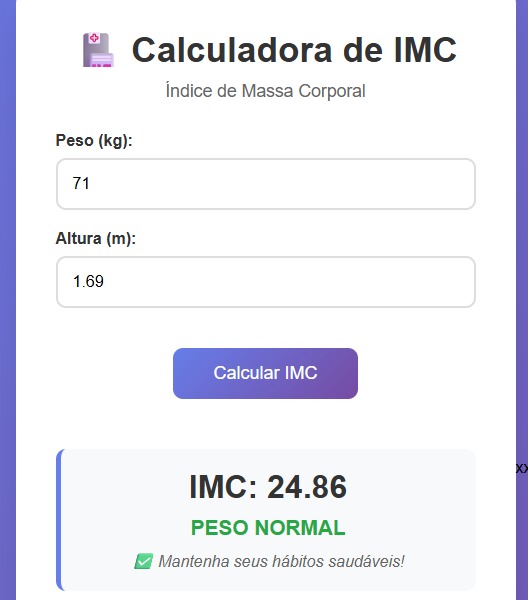 Calculadora de IMC
Índice de Massa Corporal
Peso (kg):
71
Altura (m):
1.69
Calcular IMC
xx
IMC: 24.86
PESO NORMAL
✅ Mantenha seus hábitos saudáveis!